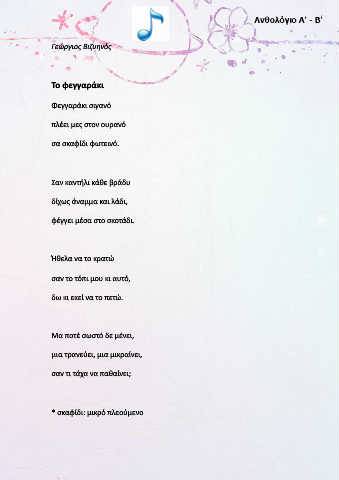 Ανθολόγιο Α' - Β'
Γεώργιος Βιζυηνός
Το φεγγαράκι
Φεγγαράκι σιγανό
πλέει μες στον ουρανό
σα σκαφίδι φωτεινό.
Σαν καντήλι κάθε βράδυ
δίχως άναμμα και λάδι,
φέγγει μέσα στο σκοτάδι.
Ήθελα να το κρατώ
σαν το τόπι μου κι αυτό,
δω κι εκεί να το πετώ.
Μα ποτέ σωστό δε μένει,
μια τρανεύει, μια μικραίνει,
σαν τι τάχα να παθαίνει;
* σκαφίδι: μικρό πλεούμενο